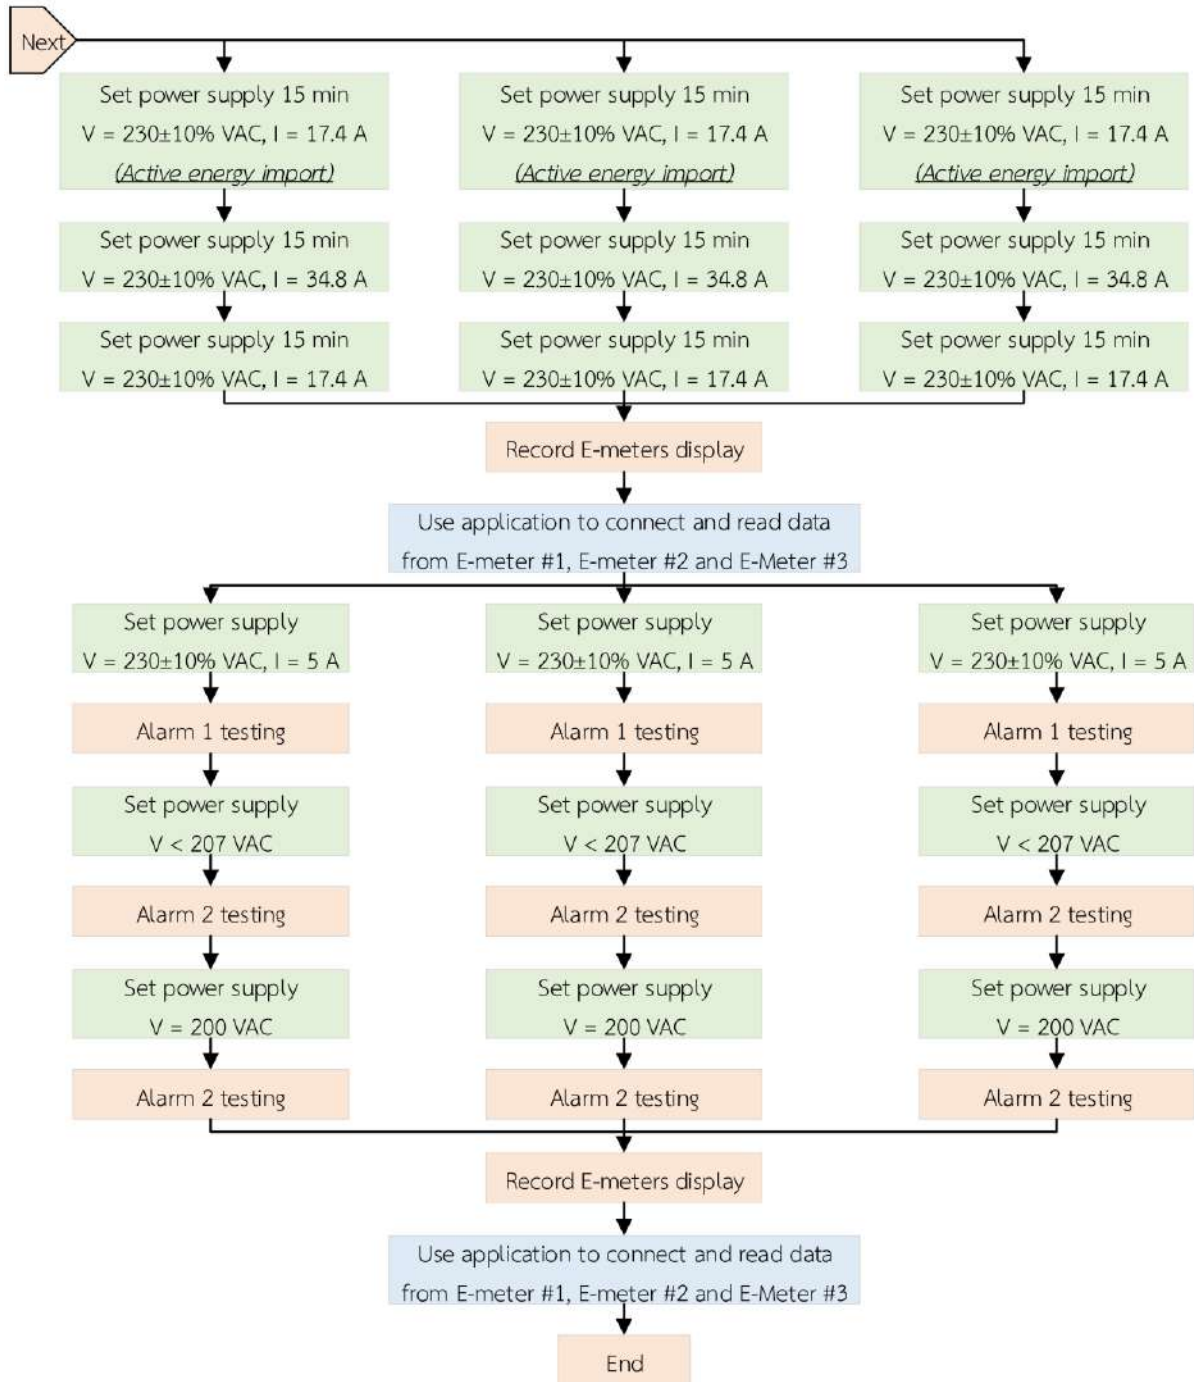 Next
Set power supply 15 min
V = 230±10% VAC, I = 17.4 A
(Active energy import)
Set power supply 15 min
V = 230±10% VAC, I = 17.4 A
(Active energy import)
Set power supply 15 min
V = 230±10% VAC, I = 17.4 A
(Active energy import)
Set power supply 15 min
V = 230±10% VAC, I = 34.8 A
Set power supply 15 min
V = 230±10% VAC, I = 34.8 A
Set power supply 15 min
V = 230±10% VAC, I = 34.8 A
Set power supply 15 min
V = 230±10% VAC, I = 17.4 A
Set power supply 15 min
V = 230±10% VAC, I = 17.4 A
Set power supply 15 min
V = 230±10% VAC, I = 17.4 A
Record E-meters display
Use application to connect and read data
from E-meter #1, E-meter #2 and E-Meter #3
Set power supply
V = 230±10% VAC, I = 5 A
Set power supply
V = 230±10% VAC, I = 5 A
Set power supply
V = 230±10% VAC, I = 5 A
Alarm 1 testing
Alarm 1 testing
Alarm 1 testing
Set power supply
V < 207 VAC
Set power supply
V < 207 VAC
Set power supply
V < 207 VAC
Alarm 2 testing
Alarm 2 testing
Alarm 2 testing
Set power supply
V = 200 VAC
Set power supply
V = 200 VAC
Set power supply
V = 200 VAC
Alarm 2 testing
Alarm 2 testing
Alarm 2 testing
Record E-meters display
Use application to connect and read data
from E-meter #1, E-meter #2 and E-Meter #3
End